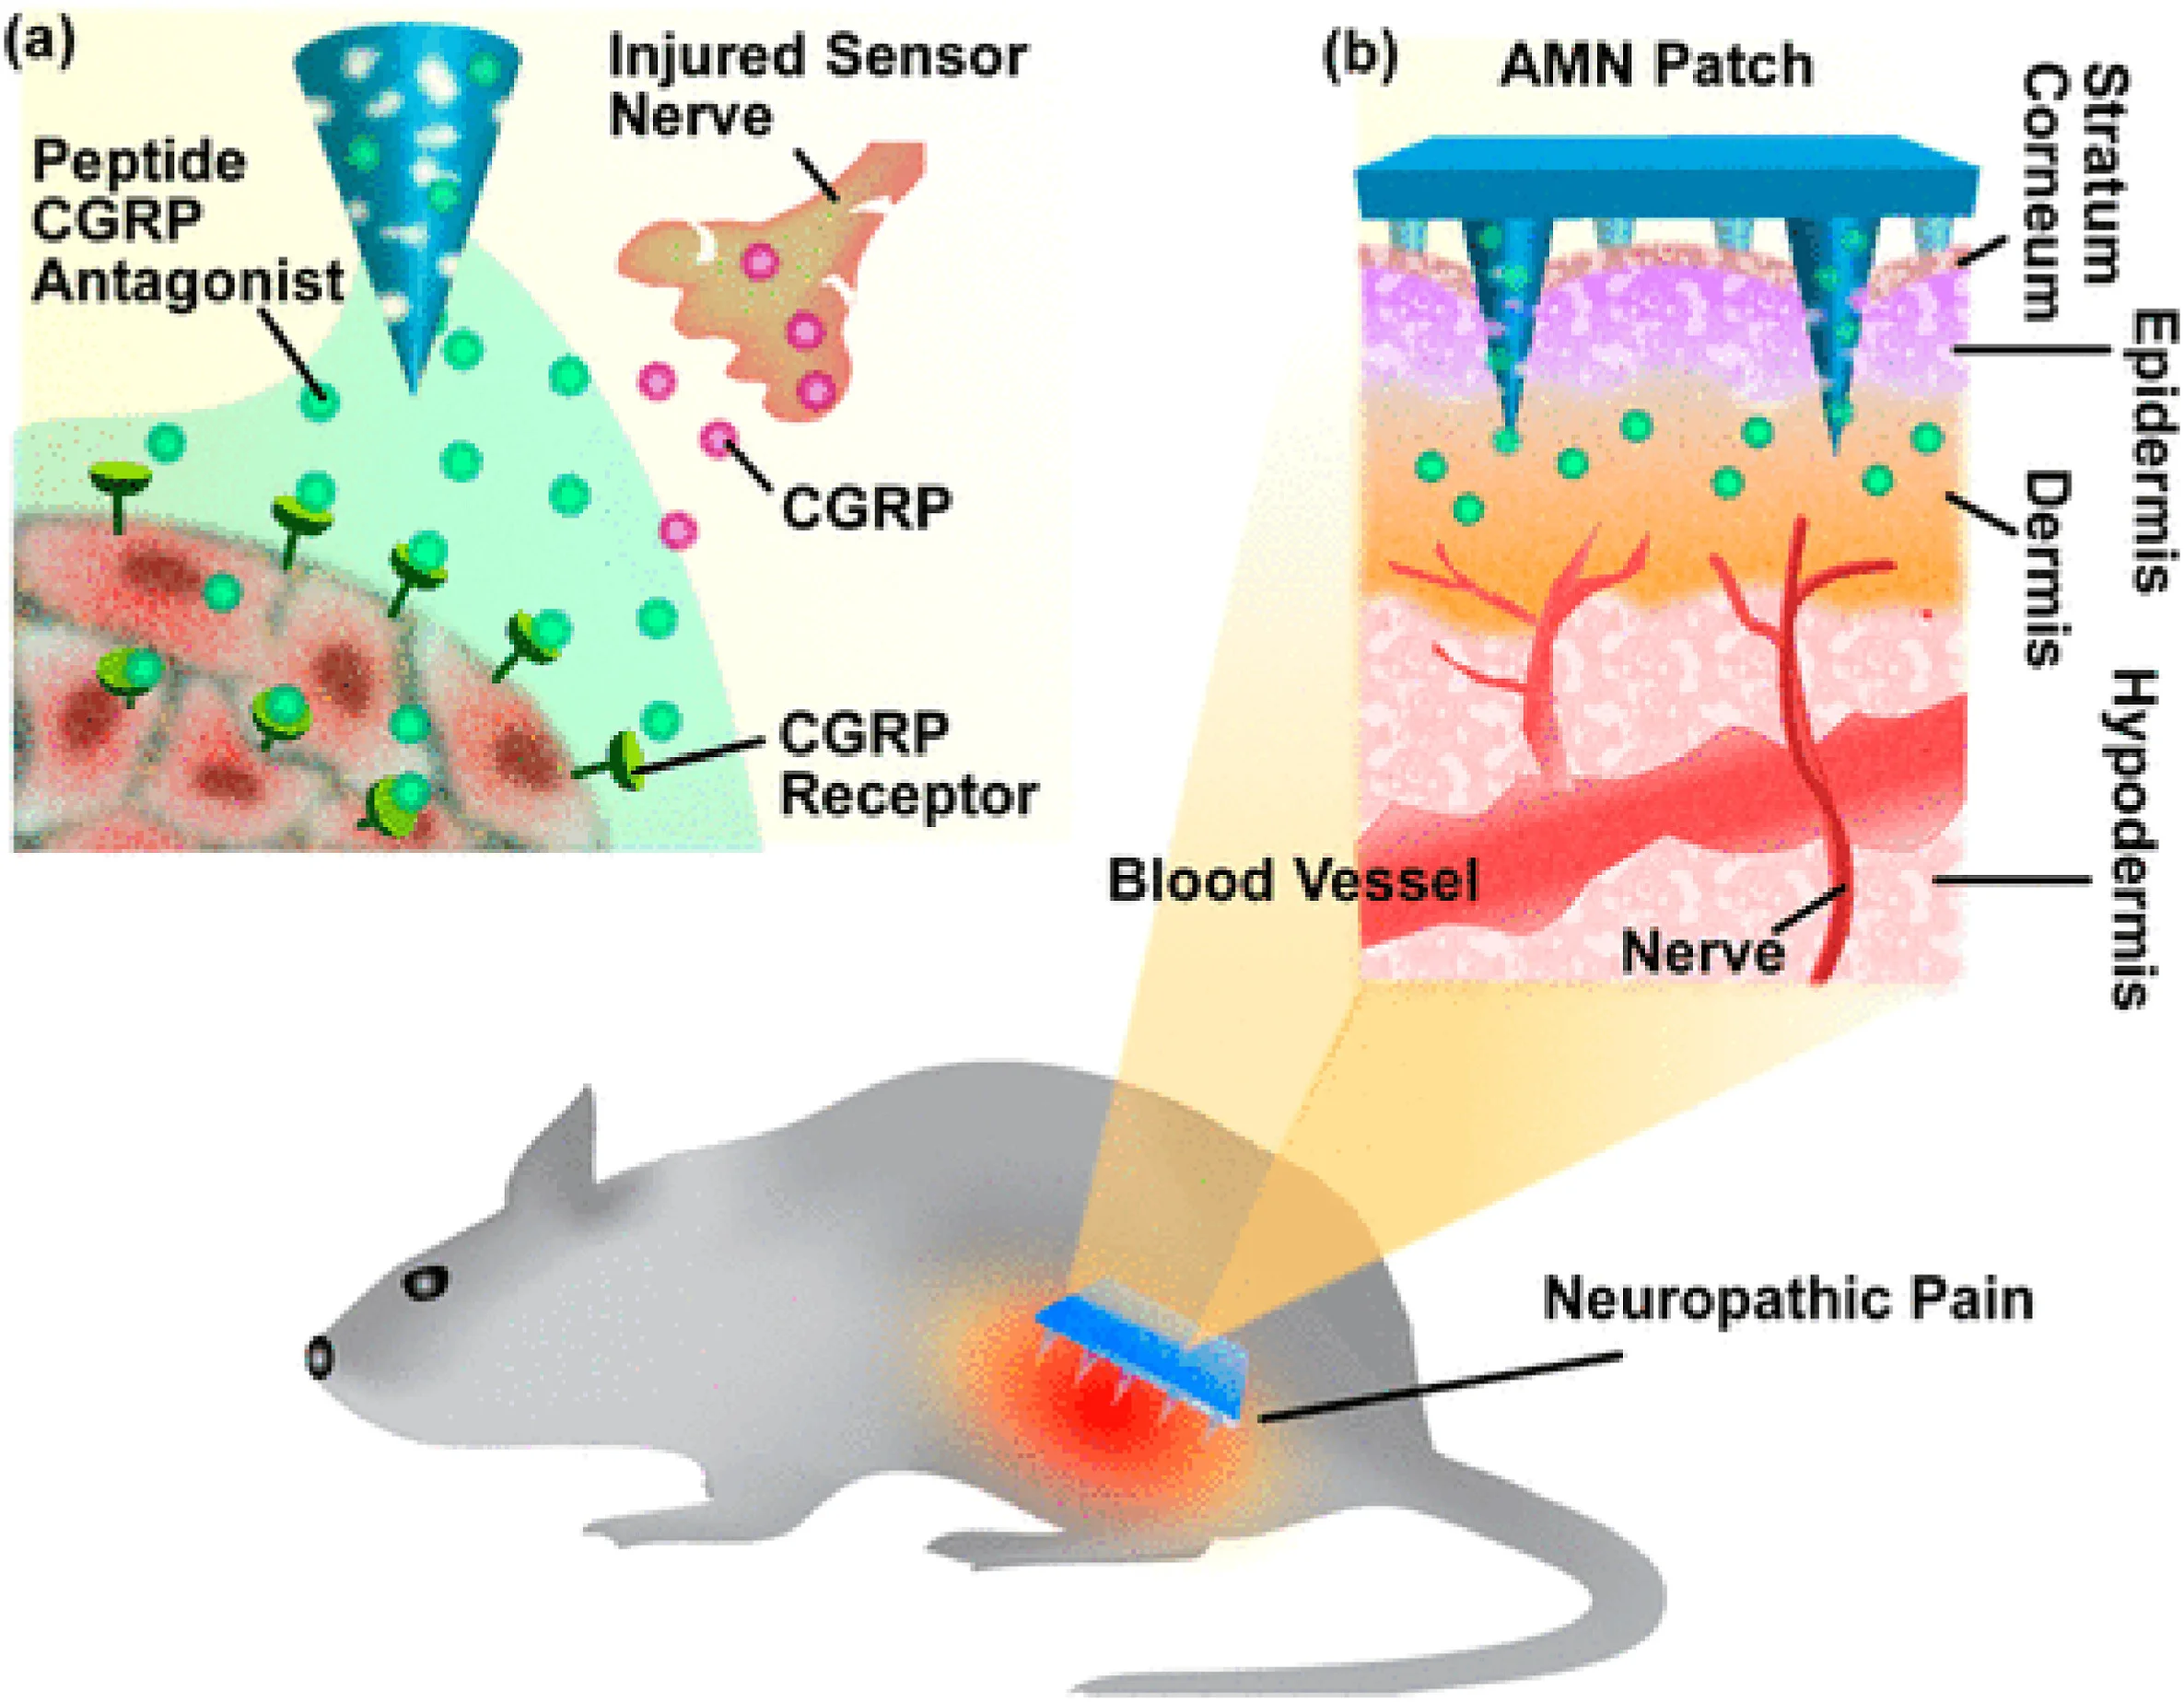 (a)
Injured Sensor
Nerve
Peptide
CGRP
Antagonist
CGRP
CGRP
Receptor
(b)
AMN Patch
Stratum
Corneum
Epidermis
Dermis
Hypodermis
Blood Vessel
Nerve
Neuropathic Pain